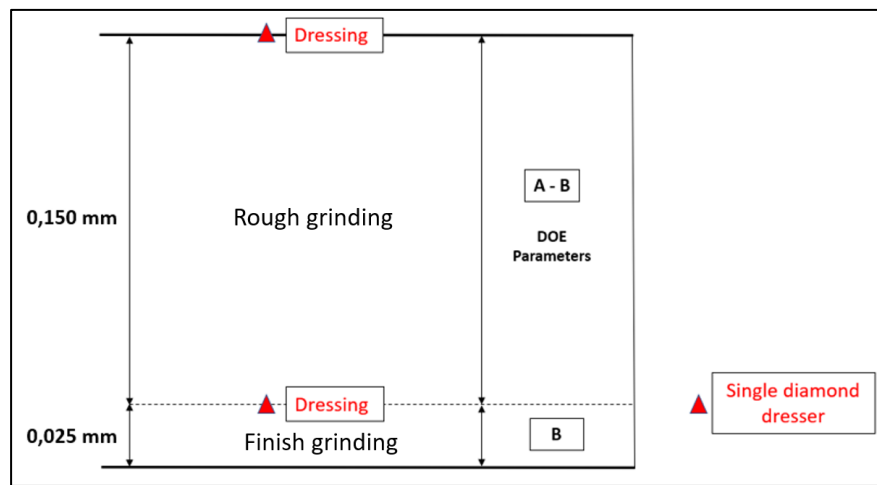 Dressing
0,150 mm
Rough grinding
A - B
DOE
Parameters
Dressing
Single diamond
dresser
0,025 mm
Finish grinding
B